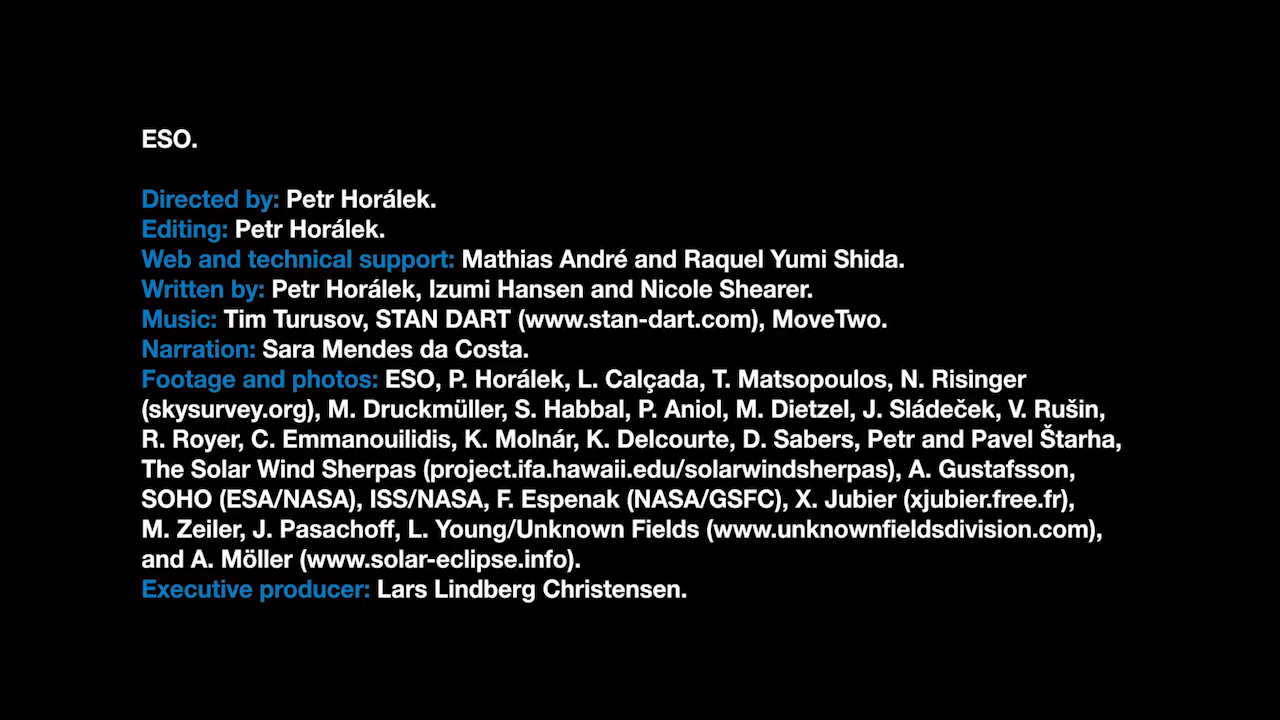 ESO.
Directed by: Petr Horálek.
Editing: Petr Horálek.
Web and technical support: Mathias André and Raquel Yumi Shida.
Written by: Petr Horálek, Izumi Hansen and Nicole Shearer.
Music: Tim Turusov, STAN DART (www.stan-dart.com), MoveTwo.
Narration: Sara Mendes da Costa.
Footage and photos: ESO, P. Horálek, L. Calçada, T. Matsopoulos, N. Risinger
(skysurvey.org), M. Druckmüller, S. Habbal, P. Aniol, M. Dietzel, J. Sládeček, V. Rušin,
R. Royer, C. Emmanouilidis, K. Molnár, K. Delcourte, D. Sabers, Petr and Pavel Štarha,
The Solar Wind Sherpas (project.ifa.hawaii.edu/solarwindsherpas), A. Gustafsson,
SOHO (ESA/NASA), ISS/NASA, F. Espenak (NASA/GSFC), X. Jubier (xjubier.free.fr),
M. Zeiler, J. Pasachoff, L. Young/Unknown Fields (www.unknownfieldsdivision.com),
and A. Möller (www.solar-eclipse.info).
Executive producer: Lars Lindberg Christensen.